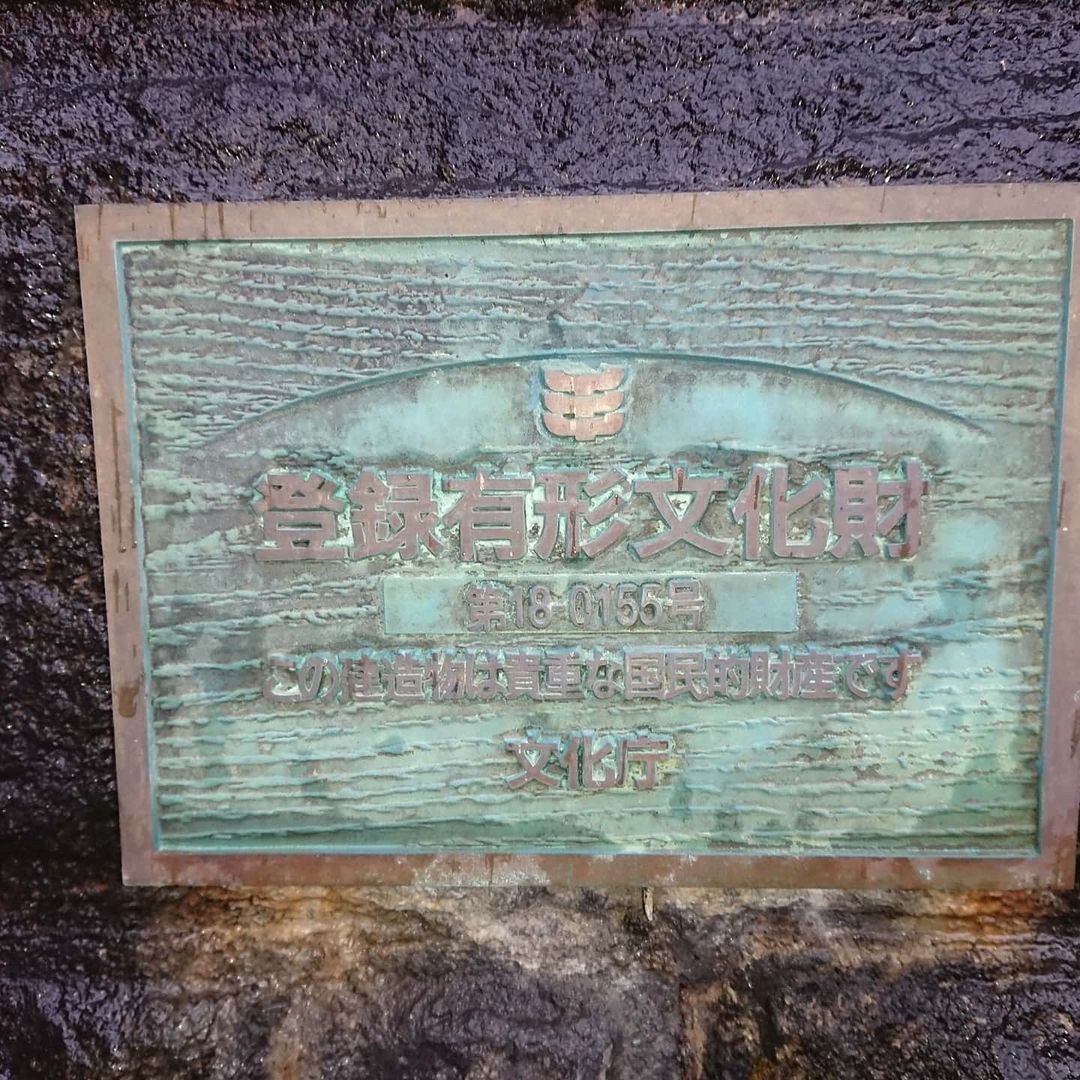 登録有形文化財
第18-0155号
この建造物は貴重な国民的財産です
文化庁